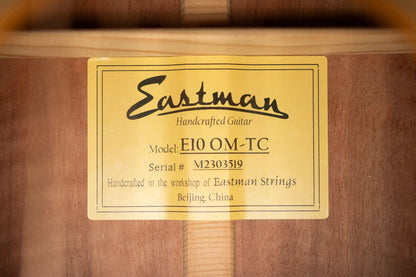 Eastman
Handcrafted Guitar
Model: E10 OM-TC
Serial # M2303519
Handcrafted in the workshop of Eastman Strings
Beijing, China